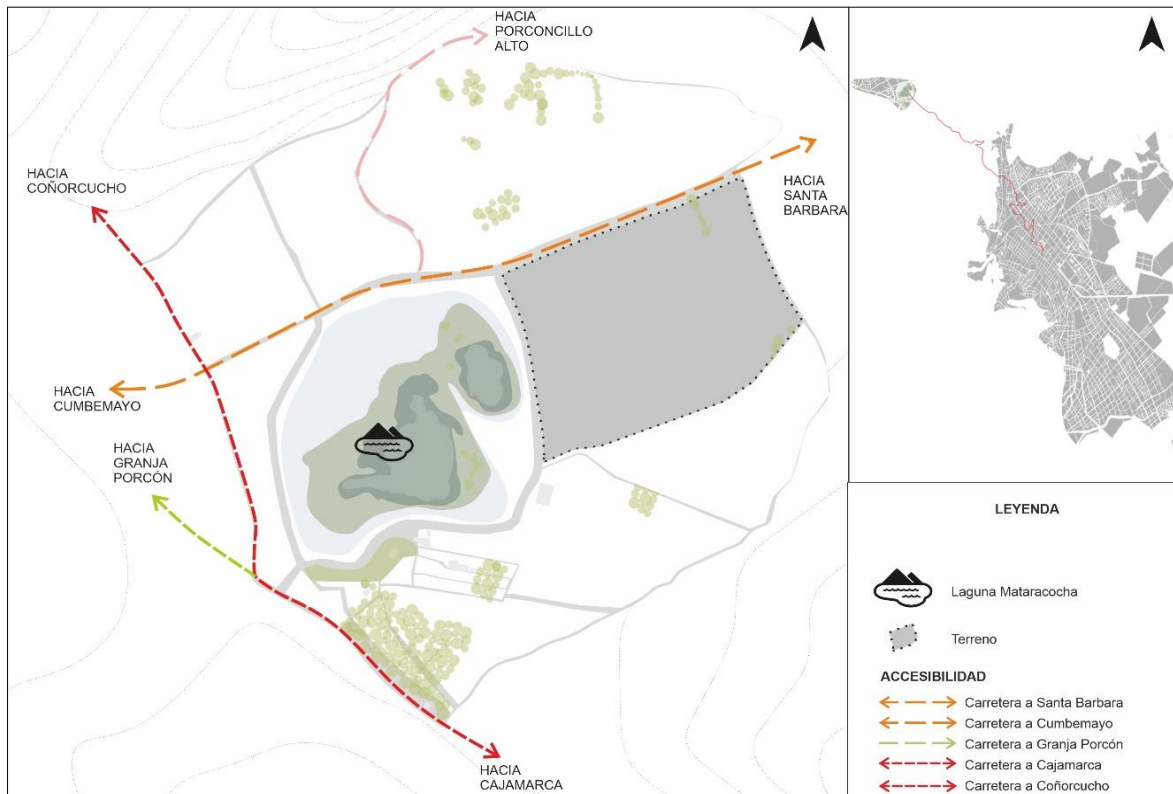 HACIA
PORCONCILLO
ALTO
HACIA
COÑORCUCHO
HACIA
SANTA
BARBARA
HACIA
CUMBEMAYO
HACIA
GRANJA
PORCÓN
HACIA
CAJAMARCA
LEYENDA
Laguna Mataracocha
Terreno
ACCESIBILIDAD
Carretera a Santa Barbara
Carretera a Cumbemayo
Carretera a Granja Porcón
Carretera a Cajamarca
Carretera a Coñorcucho